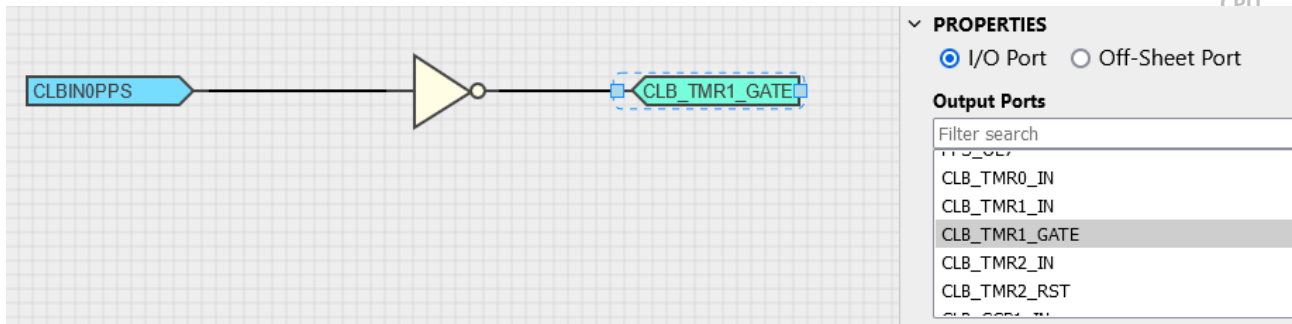 PROPERTIES
I/O Port Off-Sheet Port
CLBIN0PPS
CLB_TMR1_GATE
Output Ports
Filter search
CLB_TMR0_IN
CLB_TMR1_IN
CLB_TMR1_GATE
CLB_TMR2_IN
CLB_TMR2_RST